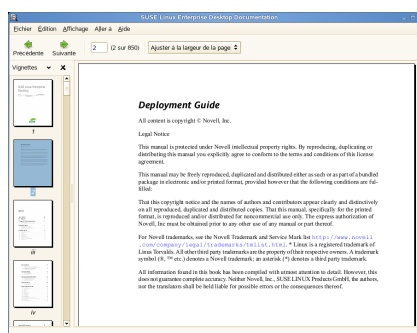 SUSE Linux Enterprise Desktop Documentation
Fichier Édition Affichage Aller à Aide
Précédente Suivante 2 (2 sur 850) Ajuster à la largeur de la page
Vignettes
1
2
iii
iv
Deployment Guide
All content is copyright © Novell, Inc.
Legal Notice
This manual is protected under Novell intellectual property rights. By reproducing, duplicating or
distributing this manual you explicitly agree to conform to the terms and conditions of this license
agreement.
This manual may be freely reproduced, duplicated and distributed either as such or as part of a bundled
package in electronic and/or printed format, provided however that the following conditions are ful-
filled:
That this copyright notice and the names of authors and contributors appear clearly and distinctively
on all reproduced, duplicated and distributed copies. That this manual, specifically for the printed
format, is reproduced and/or distributed for noncommercial use only. The express authorization of
Novell, Inc must be obtained prior to any other use of any manual or part thereof.
For Novell trademarks, see the Novell Trademark and Service Mark list http://www.novell
.com/company/legal/trademarks/tmlist.html. * Linux is a registered trademark of
Linus Torvalds. All other third party trademarks are the property of their respective owners. A trademark
symbol (®, ™ etc.) denotes a Novell trademark; an asterisk (*) denotes a third party trademark.
All information found in this book has been compiled with utmost attention to detail. However, this
does not guarantee complete accuracy. Neither Novell, Inc., SUSE LINUX Products GmbH, the authors,
nor the translators shall be held liable for possible errors or the consequences thereof.